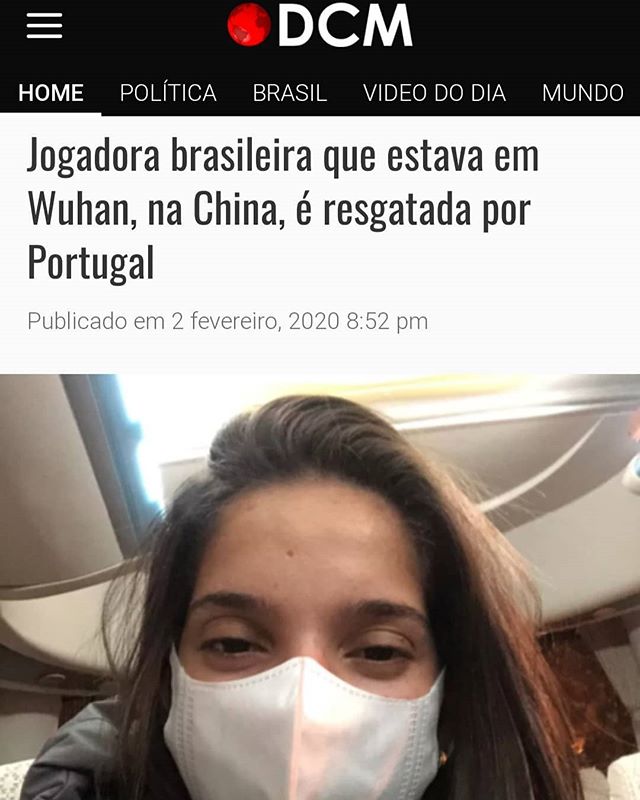 DCM
HOME POLÍTICA BRASIL VIDEO DO DIA MUNDO
Jogadora brasileira que estava em
Wuhan, na China, é resgatada por
Portugal
Publicado em 2 fevereiro, 2020 8:52 pm